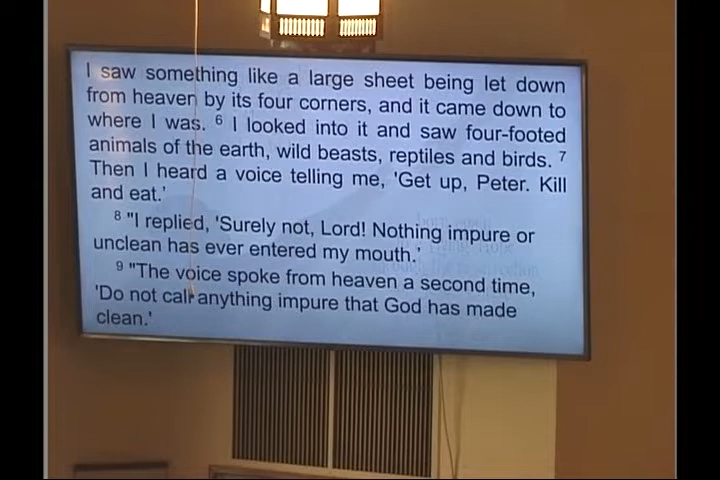 I saw something like a large sheet being let down
from heaven by its four corners, and it came down to
where I was. 6 I looked into it and saw four-footed
animals of the earth, wild beasts, reptiles and birds. 7
Then I heard a voice telling me, 'Get up, Peter. Kill
and eat.'
8 "I replied, 'Surely not, Lord! Nothing impure or
unclean has ever entered my mouth.'
9 "The voice spoke from heaven a second time,
'Do not call anything impure that God has made
clean.'